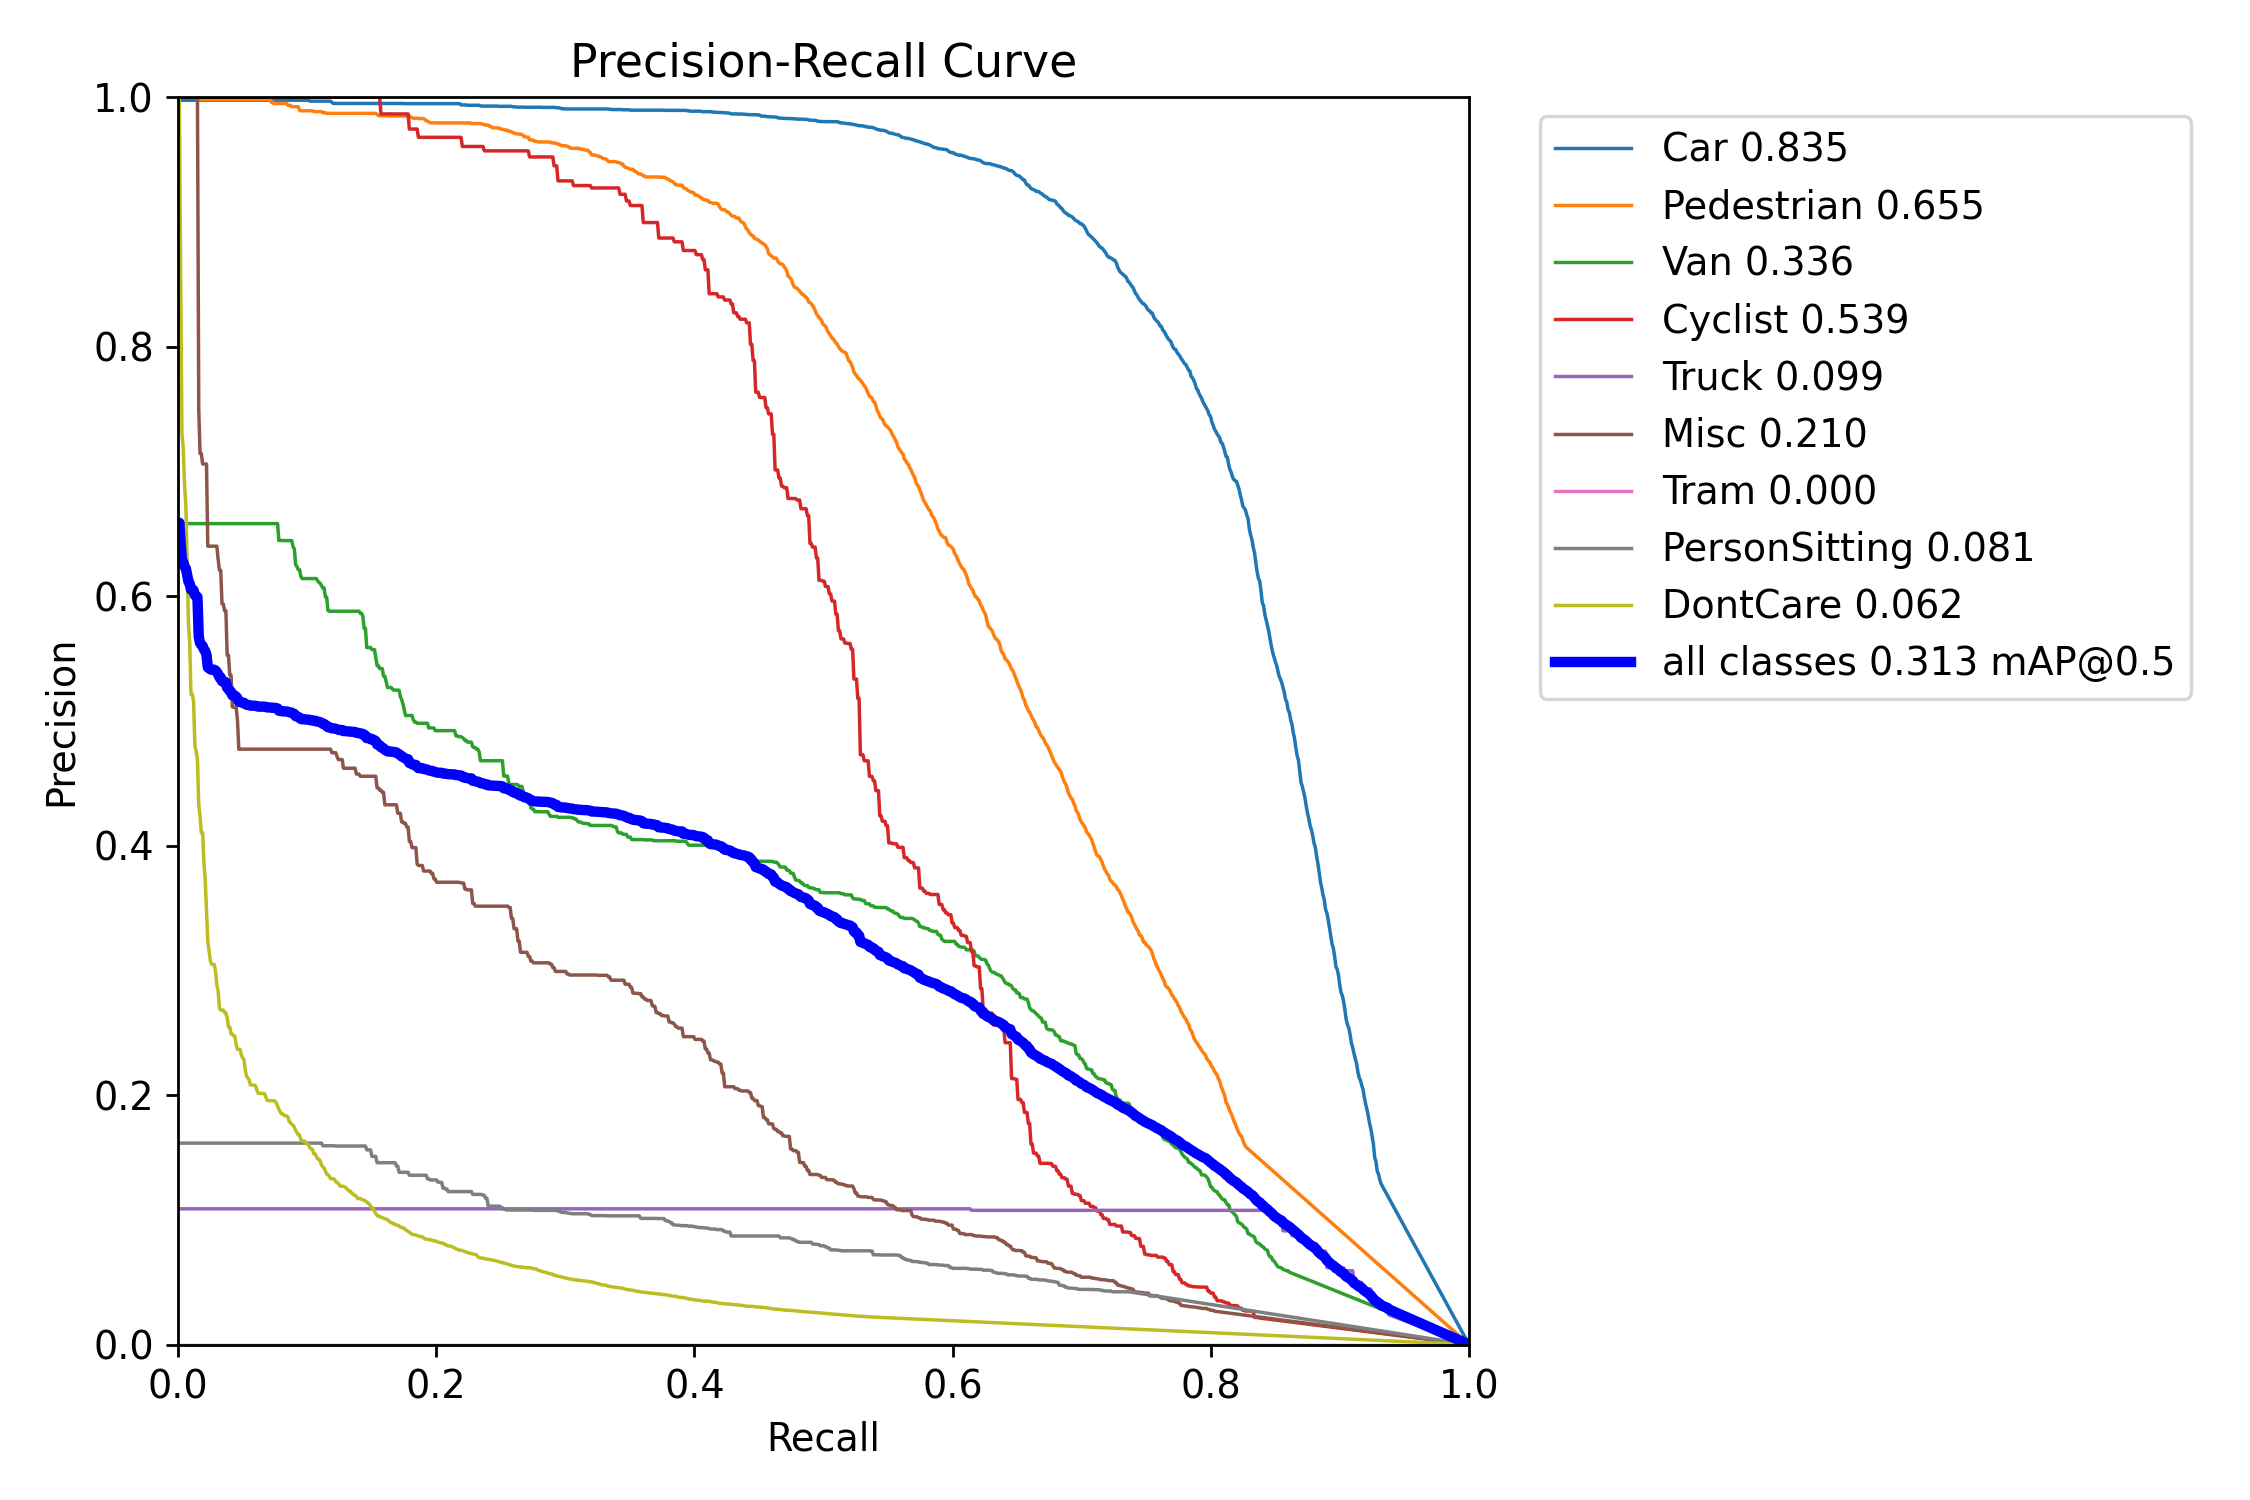 Precision-Recall Curve
1.0
0.8
0.6
0.4
0.2
0.0
Precision
0.0 0.2 0.4 0.6 0.8 1.0
Recall
Car 0.835
Pedestrian 0.655
Van 0.336
Cyclist 0.539
Truck 0.099
Misc 0.210
Tram 0.000
PersonSitting 0.081
DontCare 0.062
all classes 0.313 mAP@0.5